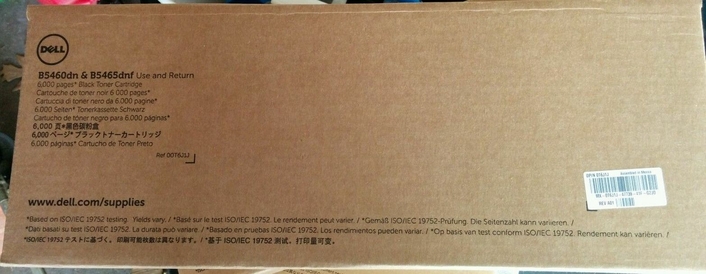 DELL
B5460dn & B5465dnf Use and Return
6,000 pages* Black Toner Cartridge
Cartouche de toner noir 6 000 pages*
Cartuccia di toner nero da 6.000 pagine*
6.000 Seiten* Tonerkassette Schwarz
Cartucho de tóner negro para 6.000 páginas*
6,000 页*黑色碳粉盒
6,000 ページ* ブラックトナーカートリッジ
6.000 páginas* Cartucho de Toner Preto
Ref 00T6J1J
DP/N 0T6J1J Assembled in Mexico
REV A01
www.dell.com/supplies
*Based on ISO/IEC 19752 testing. Yields vary. / *Basé sur le test ISO/IEC 19752. Le rendement peut varier. / *Gemäß ISO/IEC 19752-Prüfung. Die Seitenzahl kann variieren. /
*Dati basati su test ISO/IEC 19752. La durata può variare. / *Basado en pruebas ISO/IEC 19752. Los rendimientos pueden variar. / *Op basis van test conform ISO/IEC 19752. Rendement kan variëren. /
*ISO/IEC 19752 テストに基づく。印刷可能枚数は異なります。/ *基于 ISO/IEC 19752 测试。打印量可变。